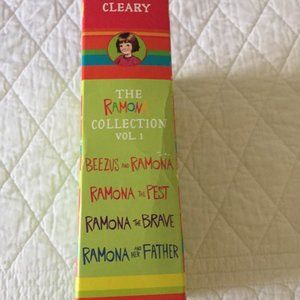 CLEARY
THE
RAMONA
COLLECTION
VOL. 1
BEEZUS AND RAMONA
RAMONA THE PEST
RAMONA THE BRAVE
RAMONA AND HER FATHER